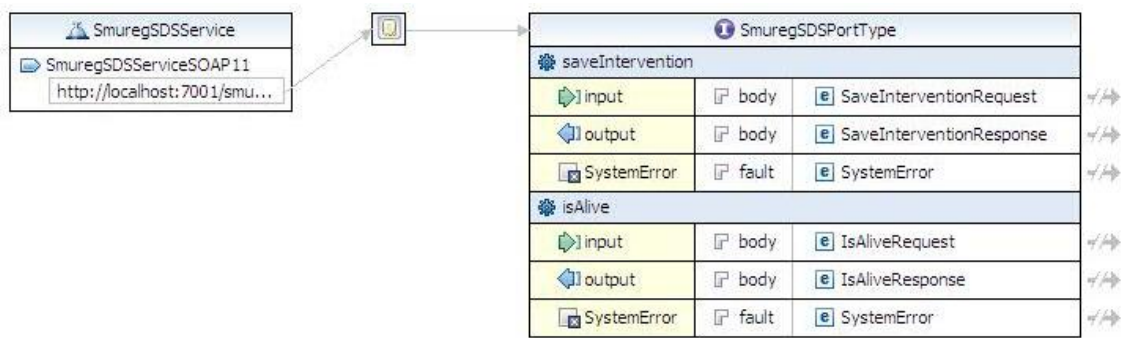 SmuregSDSService
SmuregSDSServiceSOAP11
http://localhost:7001/smu...
SmuregSDSPortType
saveIntervention
input body SaveInterventionRequest
output body SaveInterventionResponse
SystemError fault SystemError
isAlive
input body IsAliveRequest
output body IsAliveResponse
SystemError fault SystemError